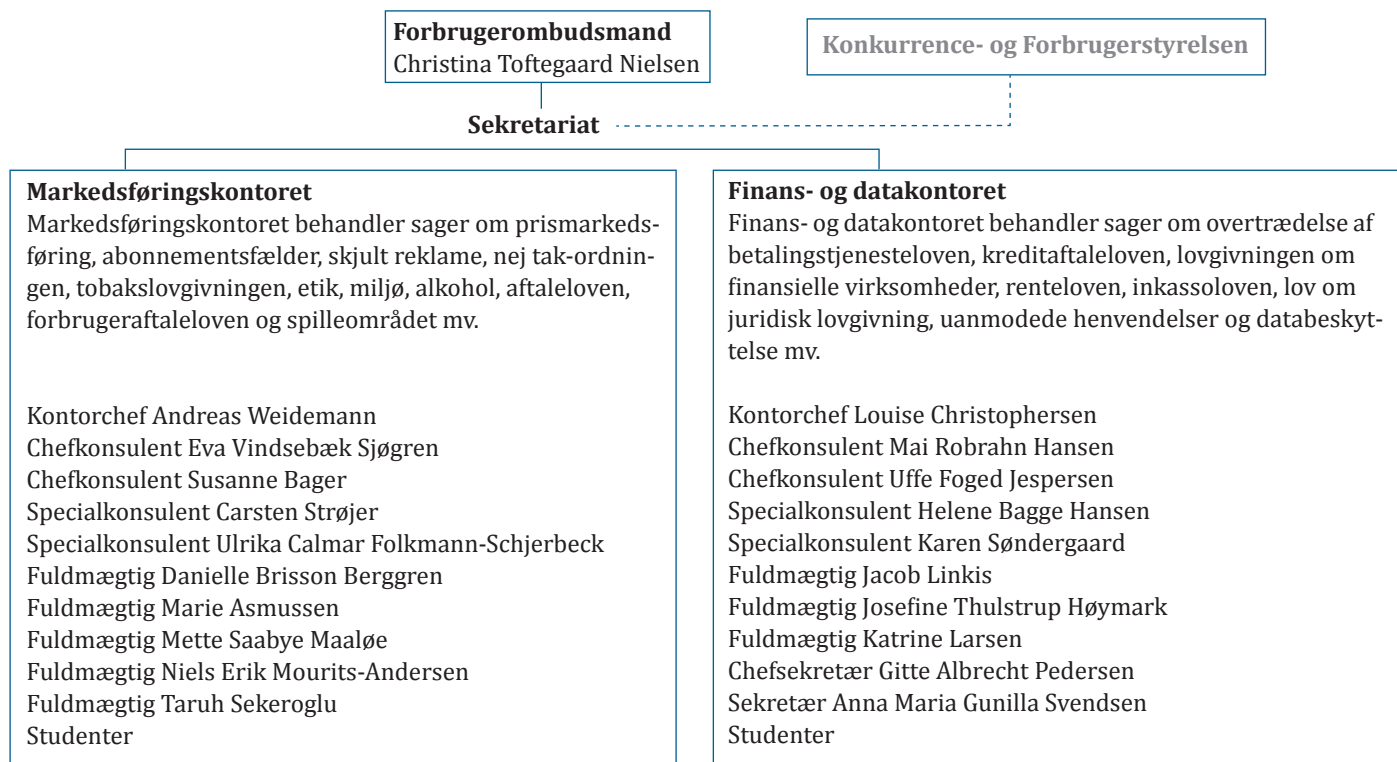 Forbrugerombudsmand
Christina Toftegaard Nielsen
Konkurrence- og Forbrugerstyrelsen
Sekretariat
Markedsføringskontoret
Markedsføringskontoret behandler sager om prismarkeds-
føring, abonnementsfælder, skjult reklame, nej tak-ordnin-
gen, tobakslovgivningen, etik, miljø, alkohol, aftaleloven,
forbrugeraftaleloven og spilleområdet mv.
Kontorchef Andreas Weidemann
Chefkonsulent Eva Vindsebæk Sjøgren
Chefkonsulent Susanne Bager
Specialkonsulent Carsten Strøjer
Specialkonsulent Ulrika Calmar Folkmann-Schjerbeck
Fuldmægtig Danielle Brisson Berggren
Fuldmægtig Marie Asmussen
Fuldmægtig Mette Saabye Maaløe
Fuldmægtig Niels Erik Mourits-Andersen
Fuldmægtig Taruh Sekeroglu
Studenter
Finans- og datakontoret
Finans- og datakontoret behandler sager om overtrædelse af
betalingstjenesteloven, kreditaftaleloven, lovgivningen om
finansielle virksomheder, renteloven, inkassoloven, lov om
juridisk lovgivning, uanmodede henvendelser og databeskyt-
telse mv.
Kontorchef Louise Christophersen
Chefkonsulent Mai Robrahn Hansen
Chefkonsulent Uffe Foged Jespersen
Specialkonsulent Helene Bagge Hansen
Specialkonsulent Karen Søndergaard
Fuldmægtig Jacob Linkis
Fuldmægtig Josefine Thulstrup Høymark
Fuldmægtig Katrine Larsen
Chefsekretær Gitte Albrecht Pedersen
Sekretær Anna Maria Gunilla Svendsen
Studenter